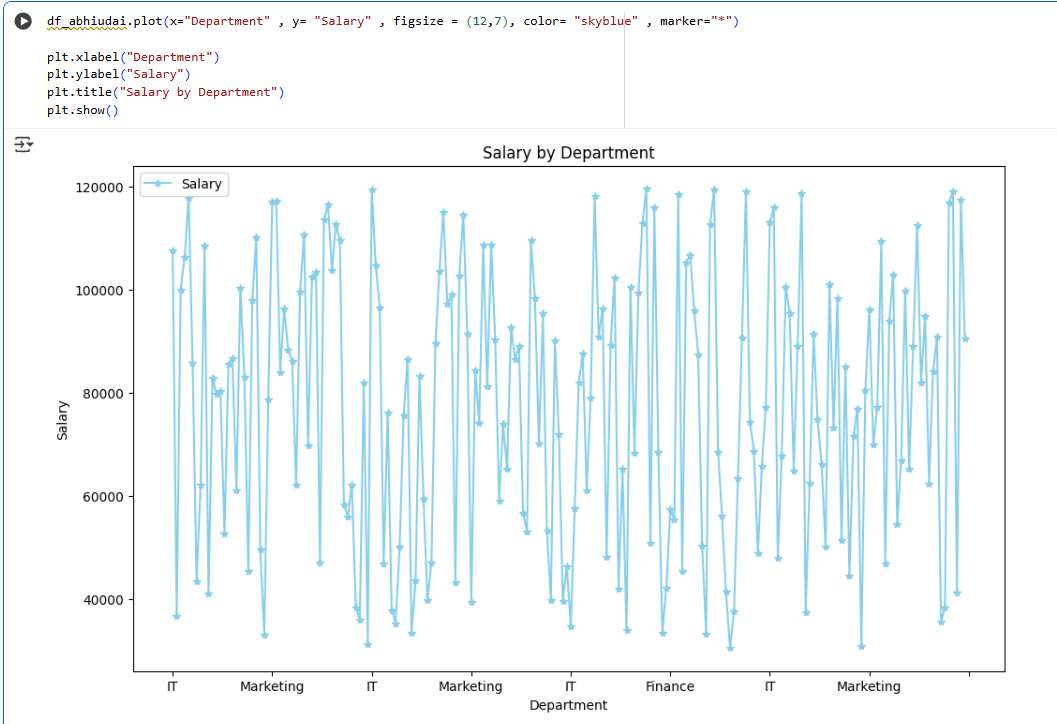 df_abhiudai.plot(x="Department" , y= "Salary" , figsize = (12,7), color= "skyblue" , marker="*")
plt.xlabel("Department")
plt.ylabel("Salary")
plt.title("Salary by Department")
plt.show()
Salary by Department
Salary
120000
100000
80000
60000
40000
Salary
IT Marketing IT Marketing IT Finance IT Marketing
Department